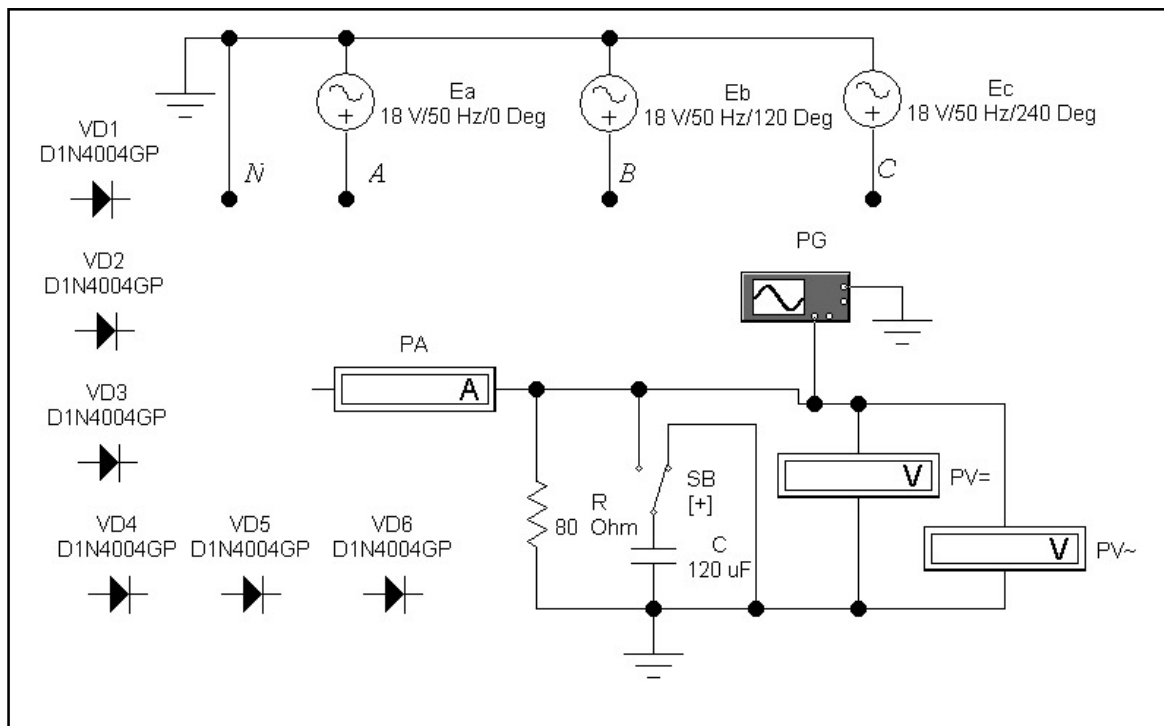 Ea
18 V/50 Hz/0 Deg
Eb
18 V/50 Hz/120 Deg
Ec
18 V/50 Hz/240 Deg
VD1
D1N4004GP
N
A
B
C
VD2
D1N4004GP
PG
PA
A
VD3
D1N4004GP
V
PV=
R
80 Ohm
SB
[+]
VD4
D1N4004GP
VD5
D1N4004GP
VD6
D1N4004GP
C
120 uF
V
PV~